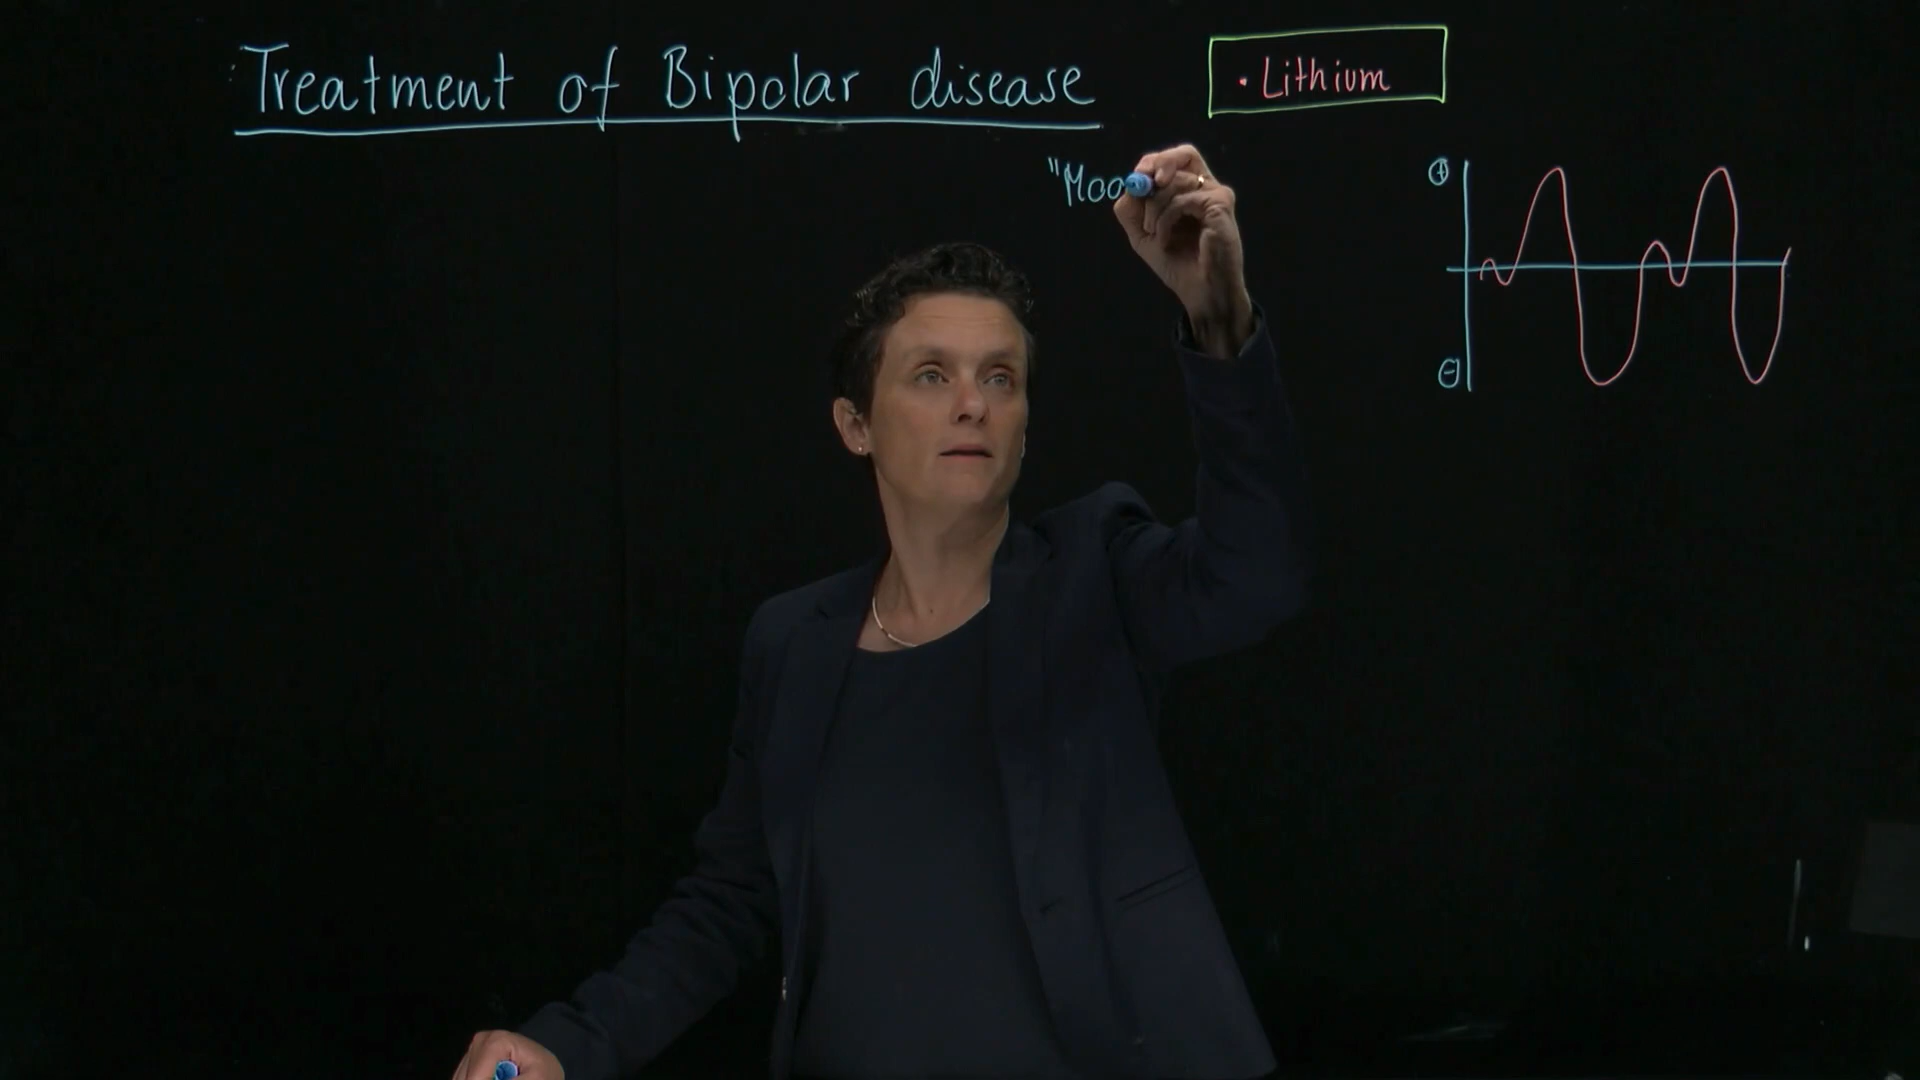 Treatment of Bipolar disease
• Lithium
"Moo
+
-